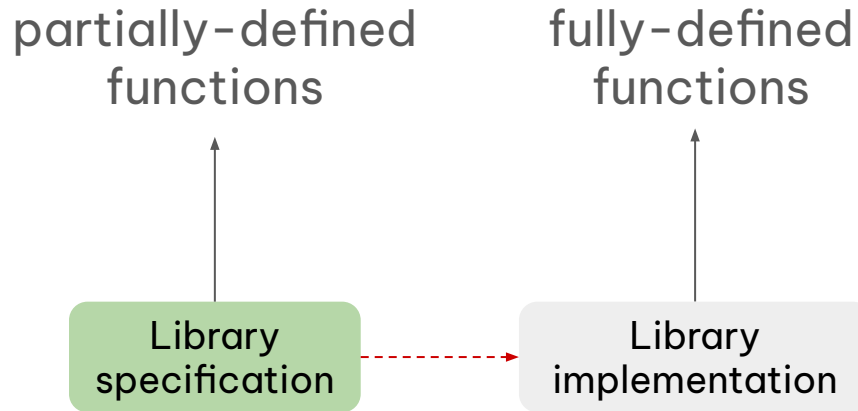 partially-defined
functions
fully-defined
functions
Library
specification
Library
implementation